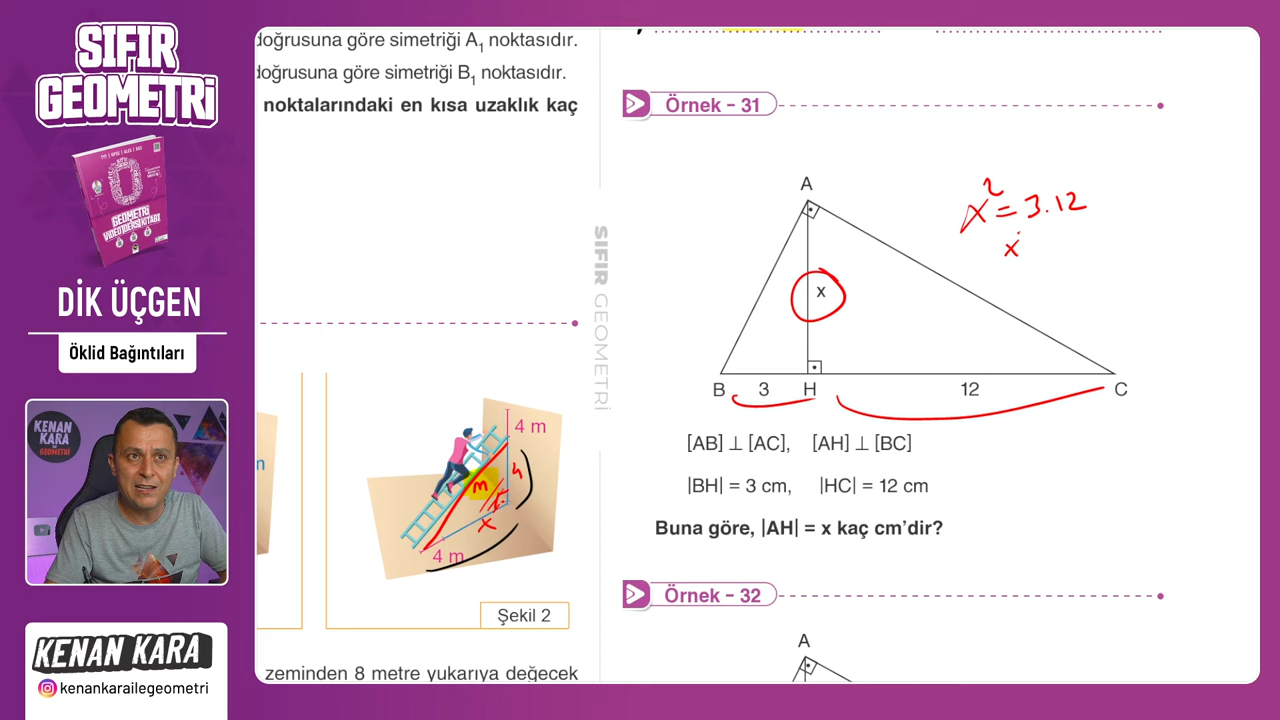 SIFIR
GEOMETRİ
GEOMETRİ
VİDEO DERS KİTABI
DİK ÜÇGEN
Öklid Bağıntıları
KENAN
KARA
İLE
GEOMETRİ
KENAN KARA
kenankarailegeometri
doğrusuna göre simetriği A1 noktasıdır.
doğrusuna göre simetriği B1 noktasıdır.
noktalarındaki en kısa uzaklık kaç
m
4 m
h
m
x
4 m
Şekil 2
zeminden 8 metre yukarıya değecek
SIFIR GEOMETRİ
Örnek - 31
A
x² = 3.12
x
x
B 3 H 12 C
[AB] ⊥ [AC], [AH] ⊥ [BC]
|BH| = 3 cm, |HC| = 12 cm
Buna göre, |AH| = x kaç cm’dir?
Örnek - 32
A